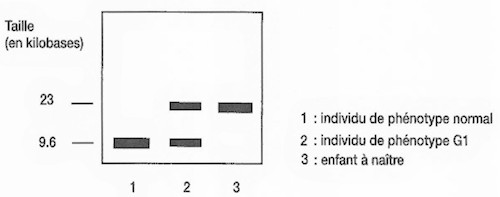 Taille
(en kilobases)
23
9.6
1 2 3
1 : individu de phénotype normal
2 : individu de phénotype G1
3 : enfant à naître